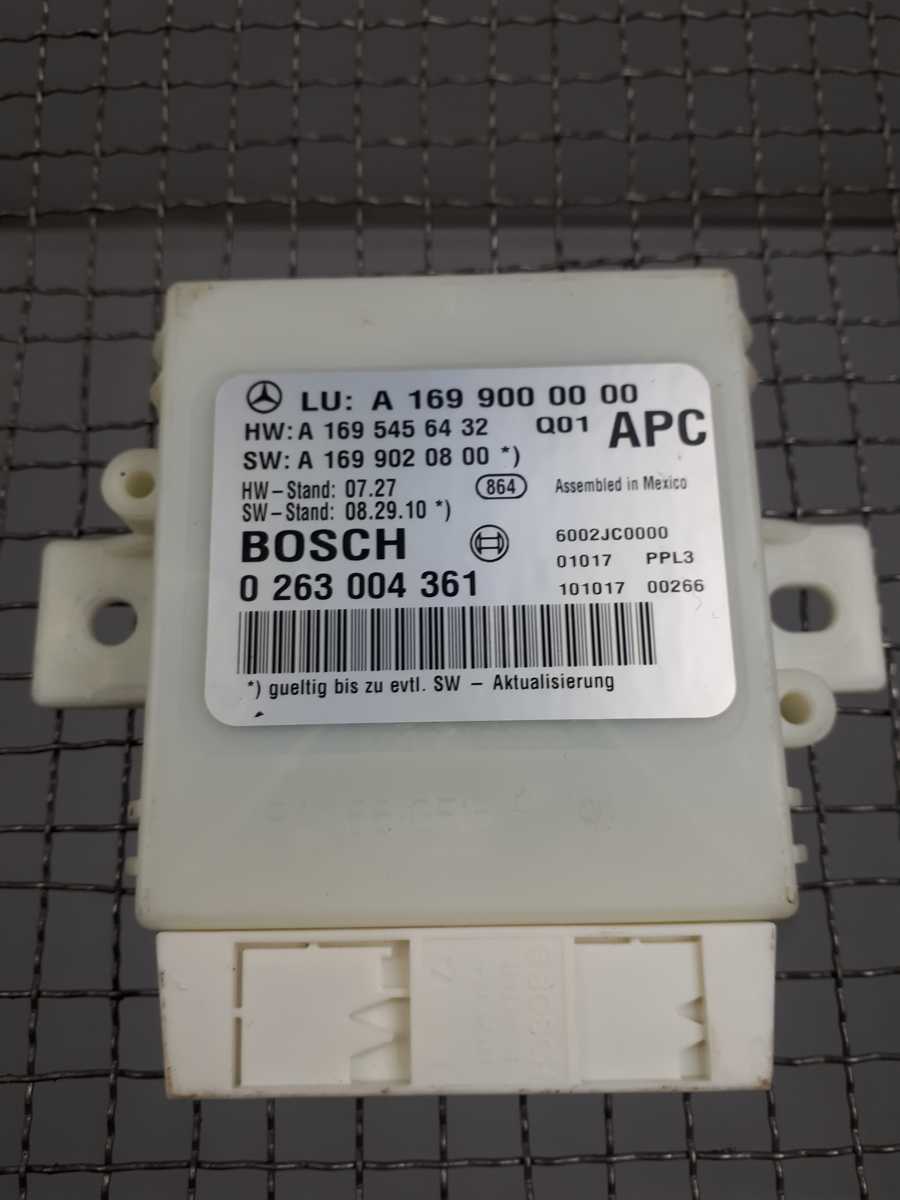 LU: A 169 900 00 00
HW: A 169 545 64 32 Q01 APC
SW: A 169 902 08 00 *)
HW-Stand: 07.27 864 Assembled in Mexico
SW-Stand: 08.29.10 *)
BOSCH 6002JC0000
01017 PPL3
0 263 004 361 101017 00266
*) gueltig bis zu evtl. SW - Aktualisierung